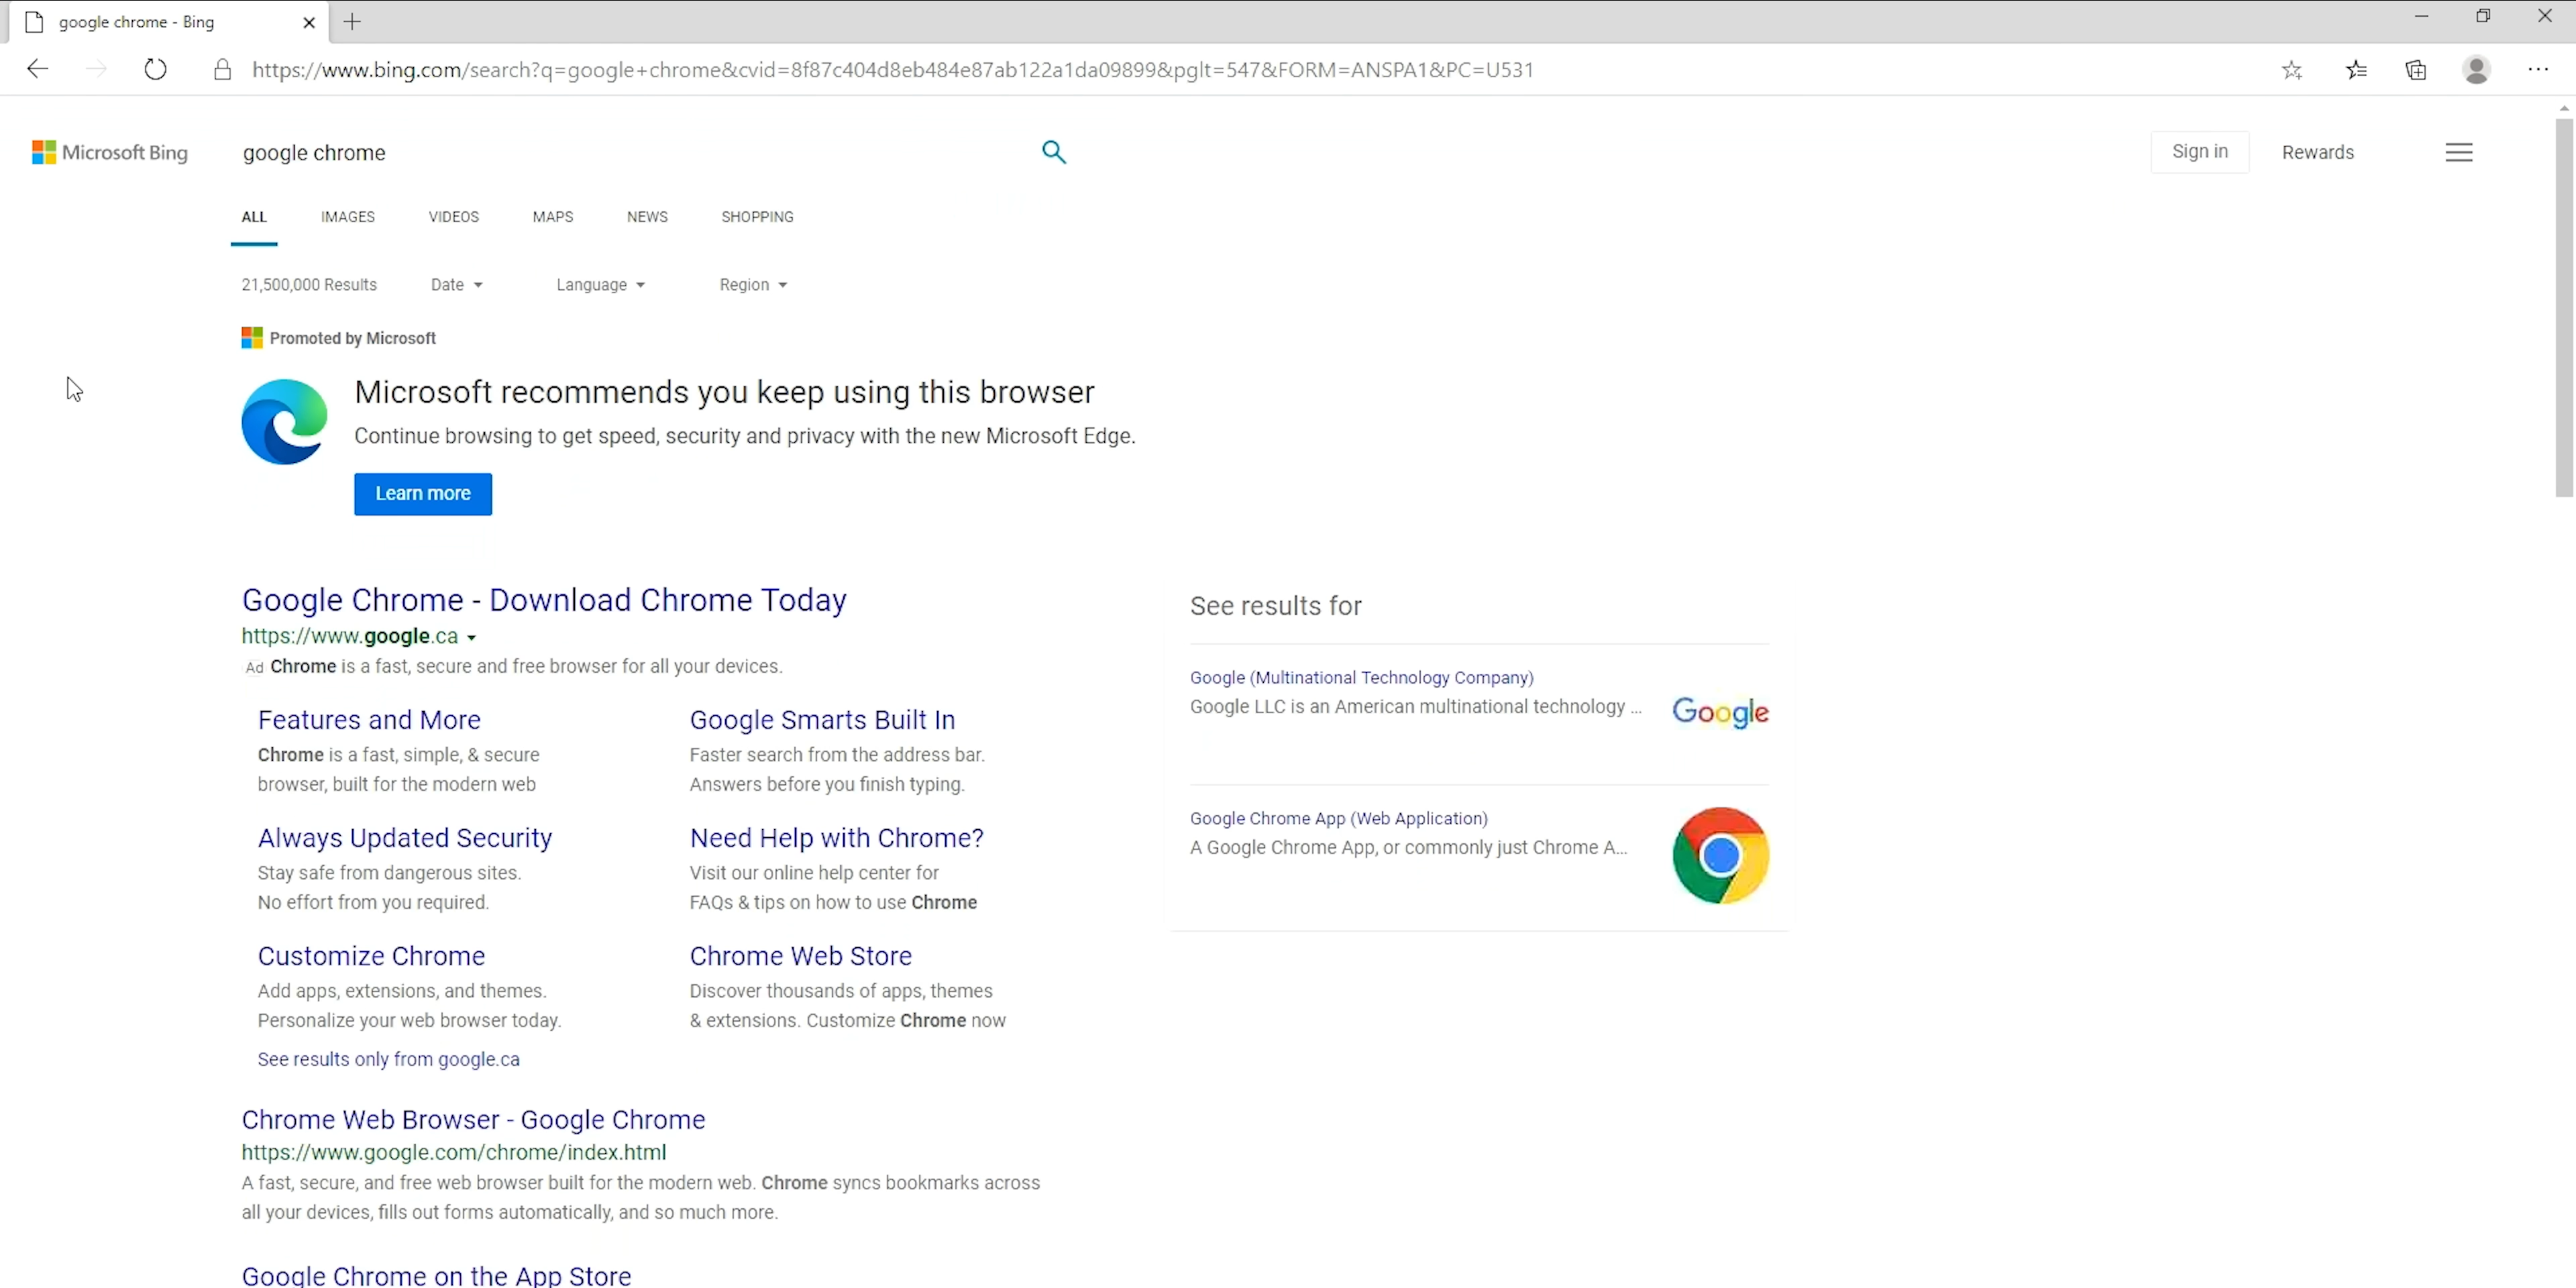 google chrome - Bing
https://www.bing.com/search?q=google+chrome&cvid=8f87c404d8eb484e87ab122a1da09899&pglt=547&FORM=ANSPA1&PC=U531
Microsoft Bing
google chrome
Sign in
Rewards
ALL IMAGES VIDEOS MAPS NEWS SHOPPING
21,500,000 Results Date Language Region
Promoted by Microsoft
Microsoft recommends you keep using this browser
Continue browsing to get speed, security and privacy with the new Microsoft Edge.
Learn more
Google Chrome - Download Chrome Today
https://www.google.ca
Ad Chrome is a fast, secure and free browser for all your devices.
Features and More
Chrome is a fast, simple, & secure
browser, built for the modern web
Google Smarts Built In
Faster search from the address bar.
Answers before you finish typing.
Always Updated Security
Stay safe from dangerous sites.
No effort from you required.
Need Help with Chrome?
Visit our online help center for
FAQs & tips on how to use Chrome
Customize Chrome
Add apps, extensions, and themes.
Personalize your web browser today.
Chrome Web Store
Discover thousands of apps, themes
& extensions. Customize Chrome now
See results only from google.ca
Chrome Web Browser - Google Chrome
https://www.google.com/chrome/index.html
A fast, secure, and free web browser built for the modern web. Chrome syncs bookmarks across
all your devices, fills out forms automatically, and so much more.
Google Chrome on the App Store
See results for
Google (Multinational Technology Company)
Google LLC is an American multinational technology ...
Google
Google Chrome App (Web Application)
A Google Chrome App, or commonly just Chrome A...